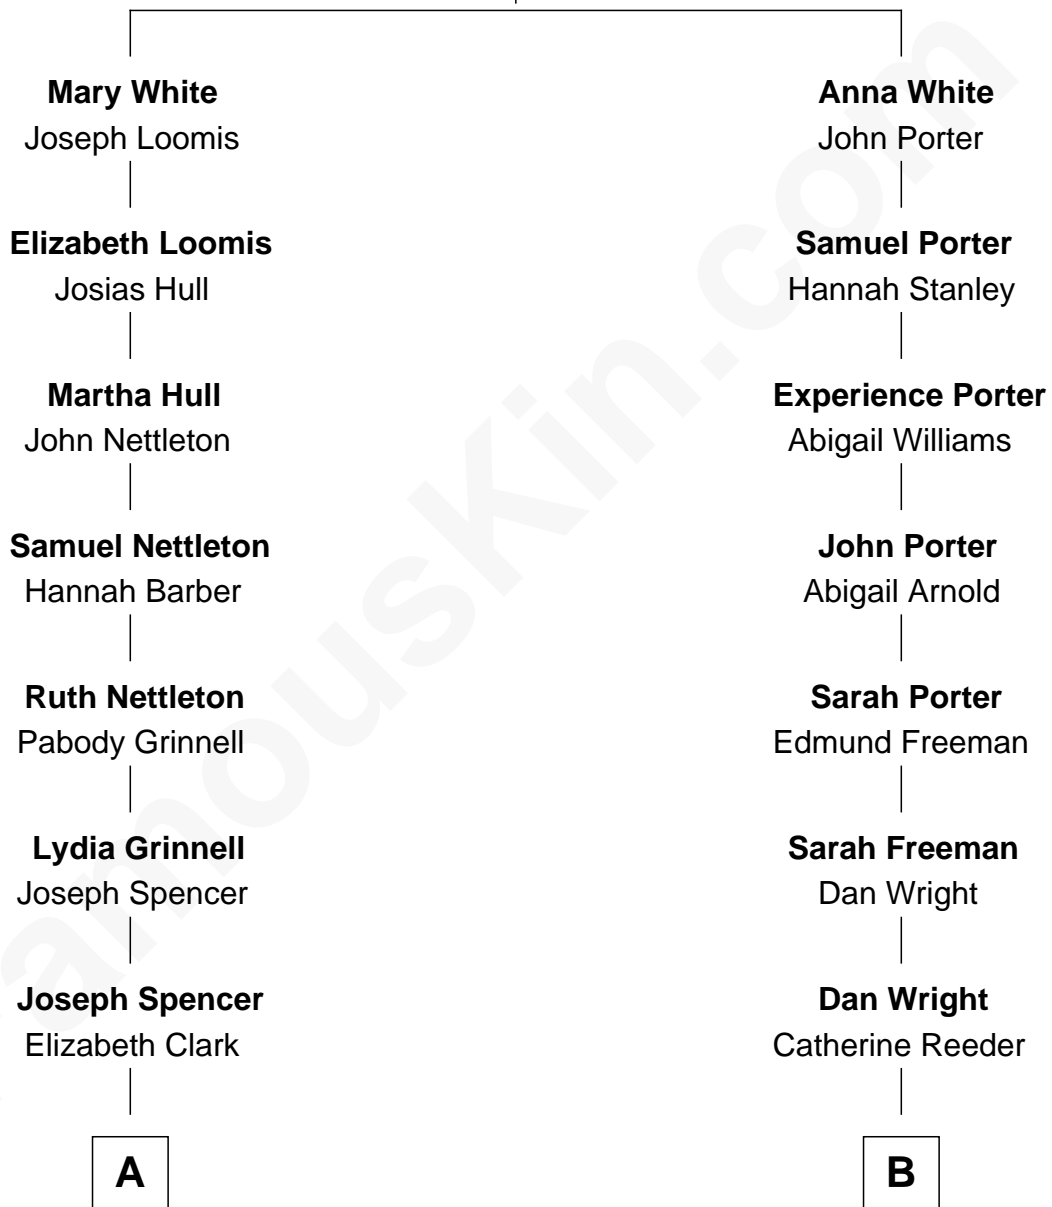 Mary White
Joseph Loomis
Elizabeth Loomis
Josias Hull
Martha Hull
John Nettleton
Samuel Nettleton
Hannah Barber
Ruth Nettleton
Pabody Grinnell
Lydia Grinnell
Joseph Spencer
Joseph Spencer
Elizabeth Clark
A
Anna White
John Porter
Samuel Porter
Hannah Stanley
Experience Porter
Abigail Williams
John Porter
Abigail Arnold
Sarah Porter
Edmund Freeman
Sarah Freeman
Dan Wright
Dan Wright
Catherine Reeder
B
amousKin.com